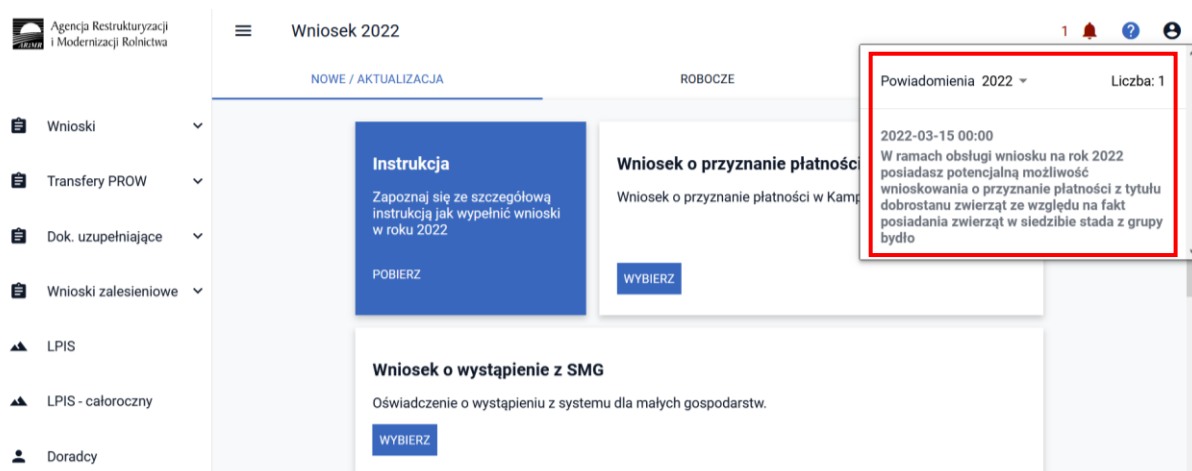 Agencja Restrukturyzacji
i Modernizacji Rolnictwa
ARiMR
Wniosek 2022
1
NOWE / AKTUALIZACJA
ROBOCZE
Wnioski
Transfery PROW
Dok. uzupełniające
Wnioski zalesieniowe
LPIS
LPIS - całoroczny
Doradcy
Instrukcja
Zapoznaj się ze szczegółową
instrukcją jak wypełnić wnioski
w roku 2022
POBIERZ
Wniosek o przyznanie płatności
Wniosek o przyznanie płatności w Kamp
WYBIERZ
Wniosek o wystąpienie z SMG
Oświadczenie o wystąpieniu z systemu dla małych gospodarstw.
WYBIERZ
Powiadomienia 2022
Liczba: 1
2022-03-15 00:00
W ramach obsługi wniosku na rok 2022
posiadasz potencjalną możliwość
wnioskowania o przyznanie płatności z tytułu
dobrostanu zwierząt ze względu na fakt
posiadania zwierząt w siedzibie stada z grupy
bydło